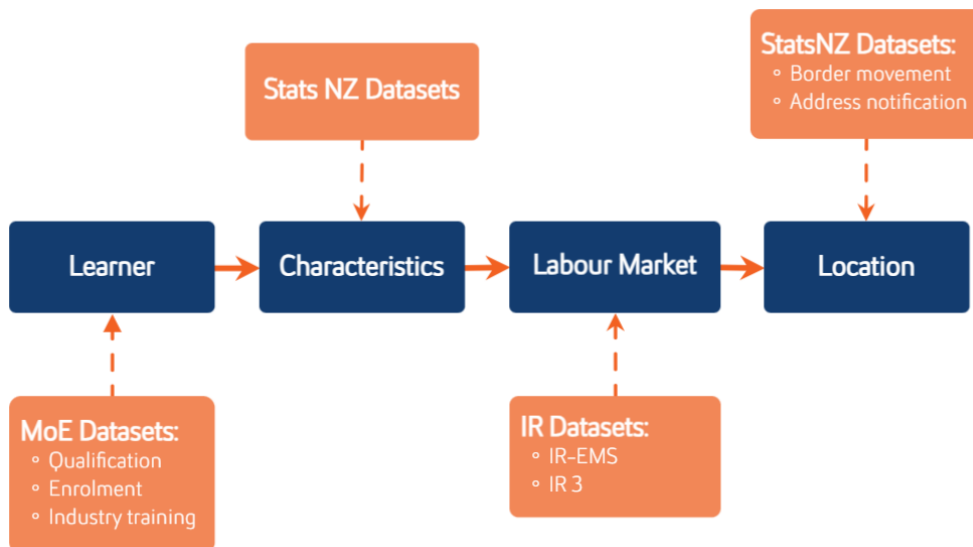 StatsNZ Datasets:
◦ Border movement
◦ Address notification
Stats NZ Datasets
Learner
Characteristics
Labour Market
Location
MoE Datasets:
◦ Qualification
◦ Enrolment
◦ Industry training
IR Datasets:
◦ IR-EMS
◦ IR 3